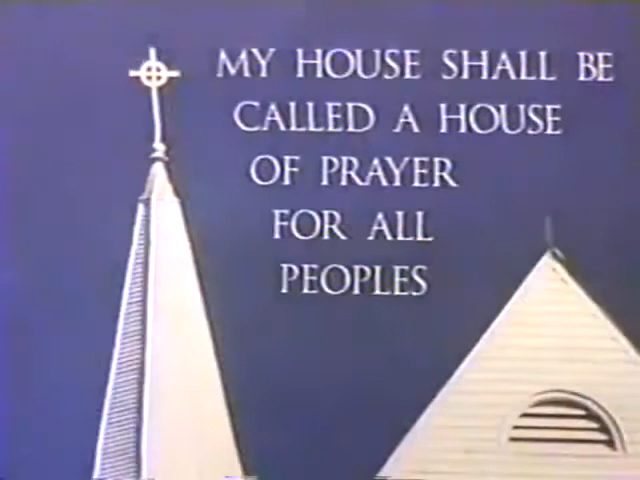 MY HOUSE SHALL BE
CALLED A HOUSE
OF PRAYER
FOR ALL
PEOPLES